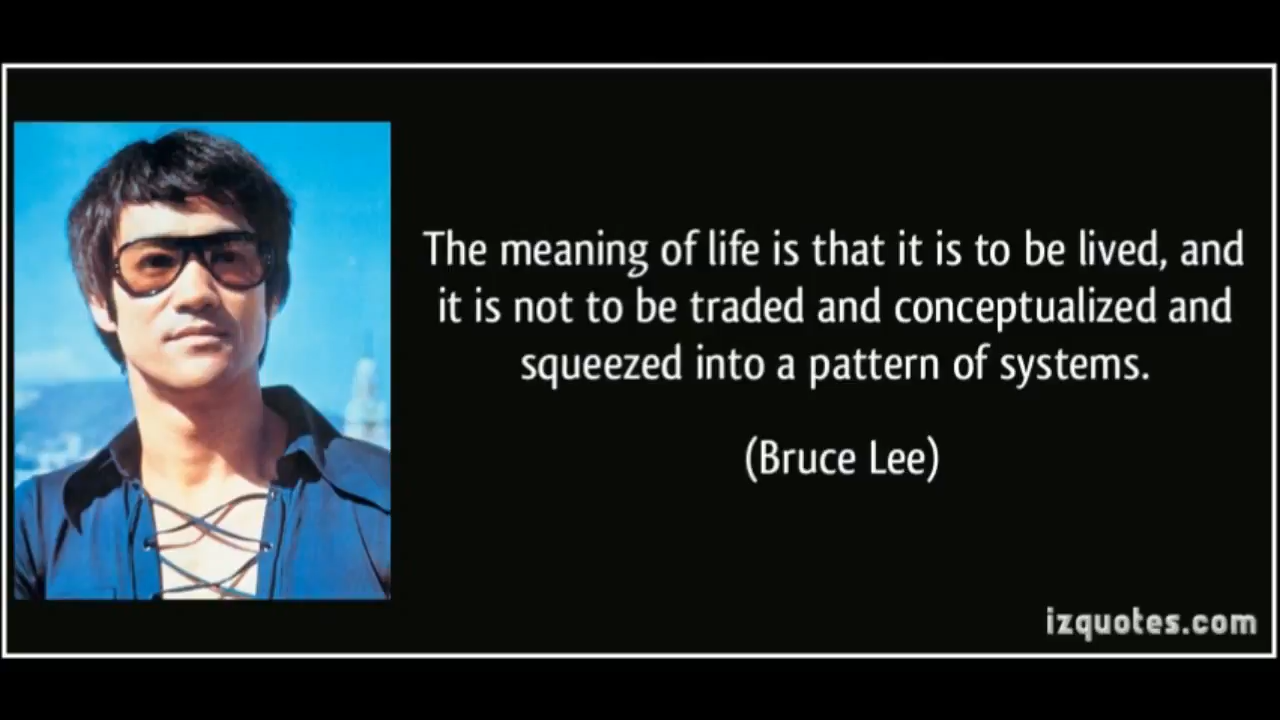 The meaning of life is that it is to be lived, and
it is not to be traded and conceptualized and
squeezed into a pattern of systems.
(Bruce Lee)
izquotes.com